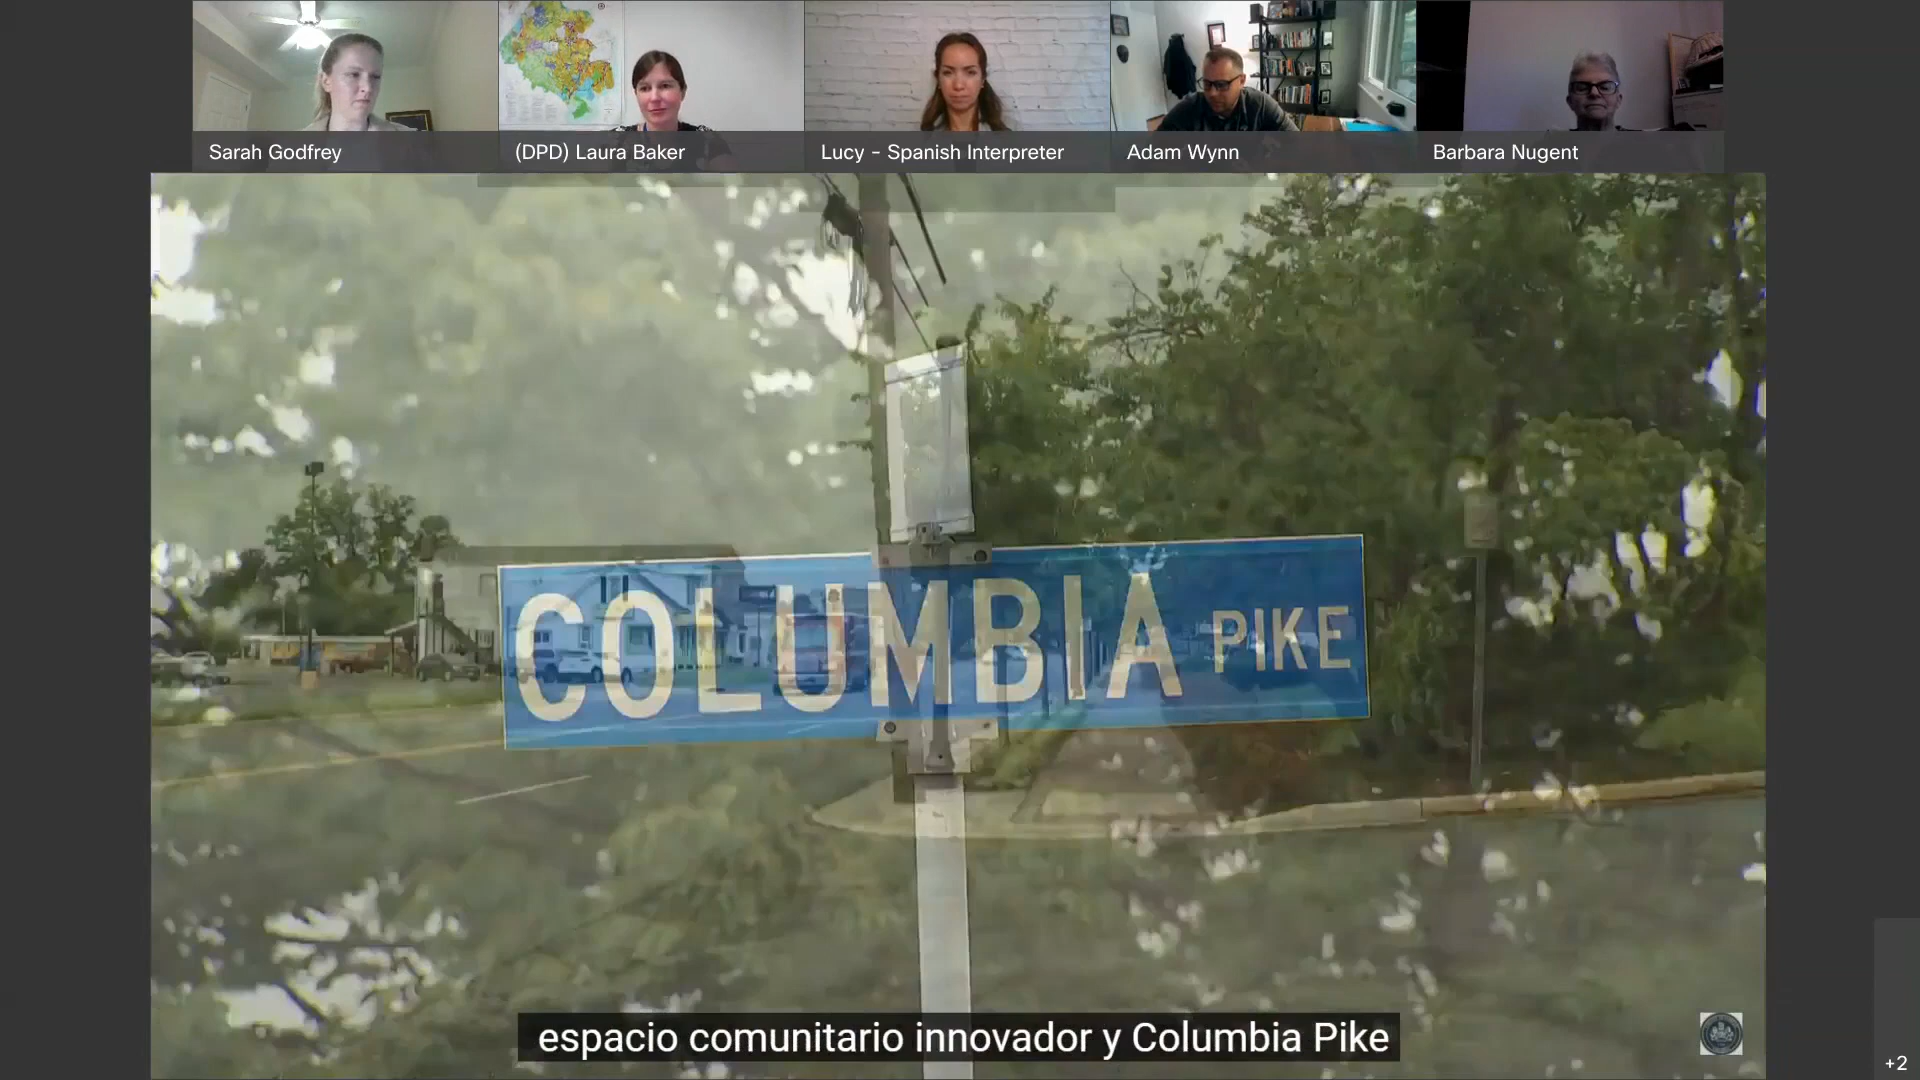 Sarah Godfrey
(DPD) Laura Baker
Lucy - Spanish Interpreter
Adam Wynn
Barbara Nugent
COLUMBIA PIKE
espacio comunitario innovador y Columbia Pike
+2